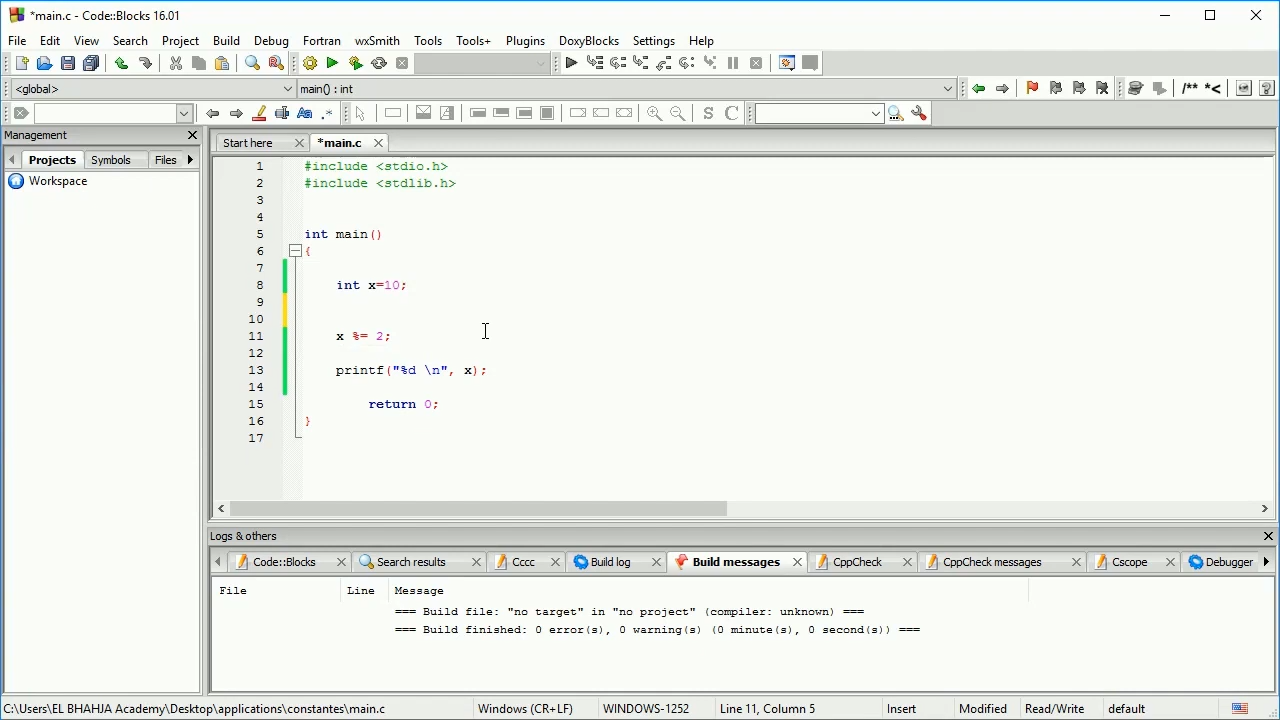 *main.c - Code::Blocks 16.01
File Edit View Search Project Build Debug Fortran wxSmith Tools Tools+ Plugins DoxyBlocks Settings Help
<global> main() : int
/** *<
Aa .* S C
Management
Projects Symbols Files
Workspace
Start here *main.c
1 #include <stdio.h>
2 #include <stdlib.h>
3
4
5 int main()
6 {
7
8 int x=10;
9
10
11 x %= 2;
12
13 printf("%d \n", x);
14
15 return 0;
16 }
17
Logs & others
Code::Blocks Search results Cccc Build log Build messages CppCheck CppCheck messages Cscope Debugger
File Line Message
=== Build file: "no target" in "no project" (compiler: unknown) ===
=== Build finished: 0 error(s), 0 warning(s) (0 minute(s), 0 second(s)) ===
C:\Users\EL BHAHJA Academy\Desktop\applications\constantes\main.c Windows (CR+LF) WINDOWS-1252 Line 11, Column 5 Insert Modified Read/Write default